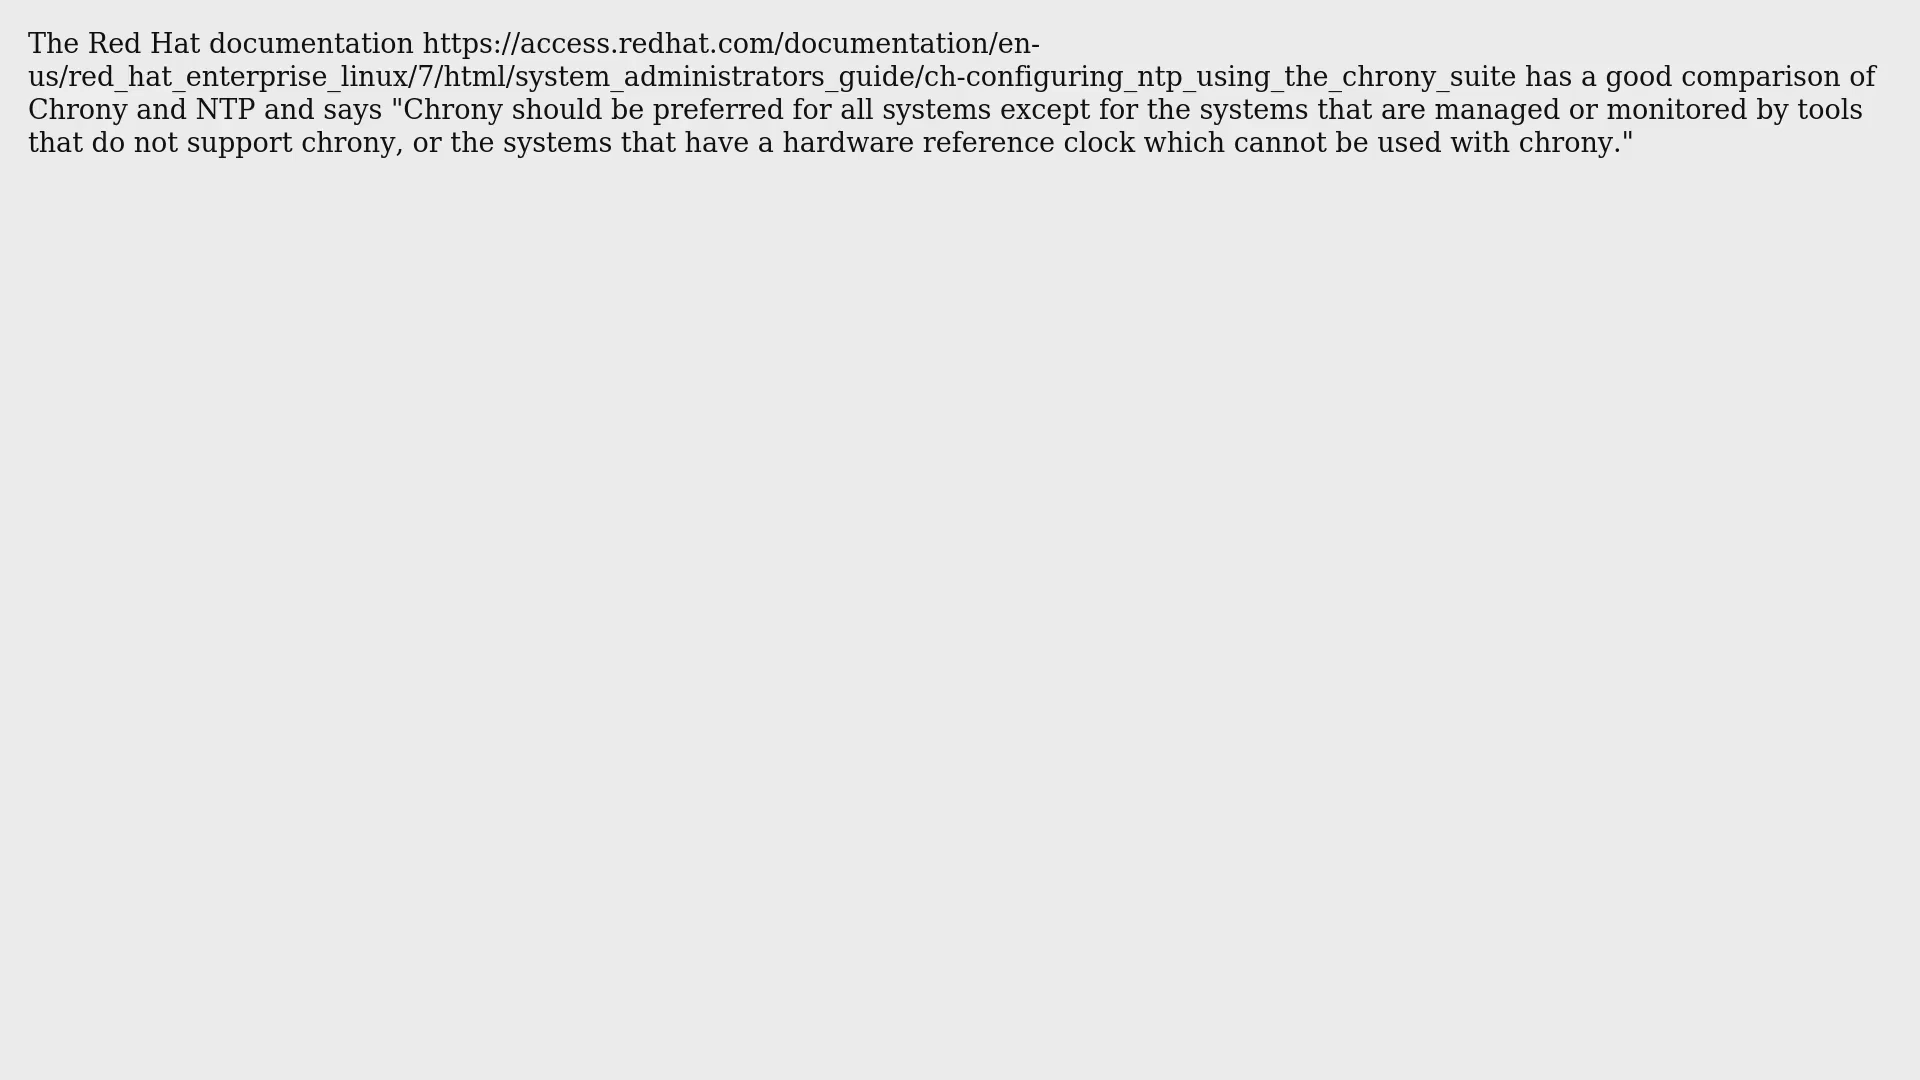 The Red Hat documentation https://access.redhat.com/documentation/en-
us/red_hat_enterprise_linux/7/html/system_administrators_guide/ch-configuring_ntp_using_the_chrony_suite has a good comparison of
Chrony and NTP and says "Chrony should be preferred for all systems except for the systems that are managed or monitored by tools
that do not support chrony, or the systems that have a hardware reference clock which cannot be used with chrony."